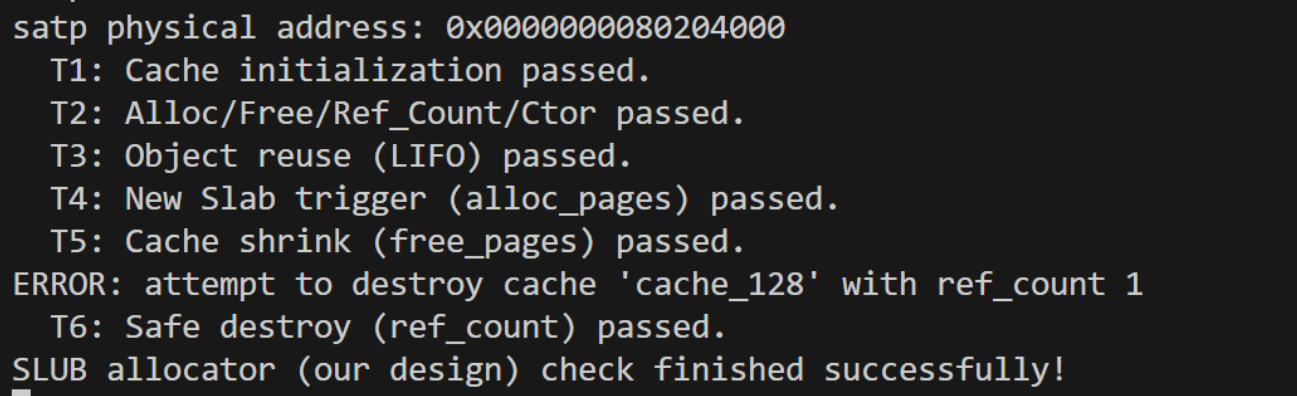 satp physical address: 0x0000000080204000
T1: Cache initialization passed.
T2: Alloc/Free/Ref_Count/Ctor passed.
T3: Object reuse (LIFO) passed.
T4: New Slab trigger (alloc_pages) passed.
T5: Cache shrink (free_pages) passed.
ERROR: attempt to destroy cache 'cache_128' with ref_count 1
T6: Safe destroy (ref_count) passed.
SLUB allocator (our design) check finished successfully!